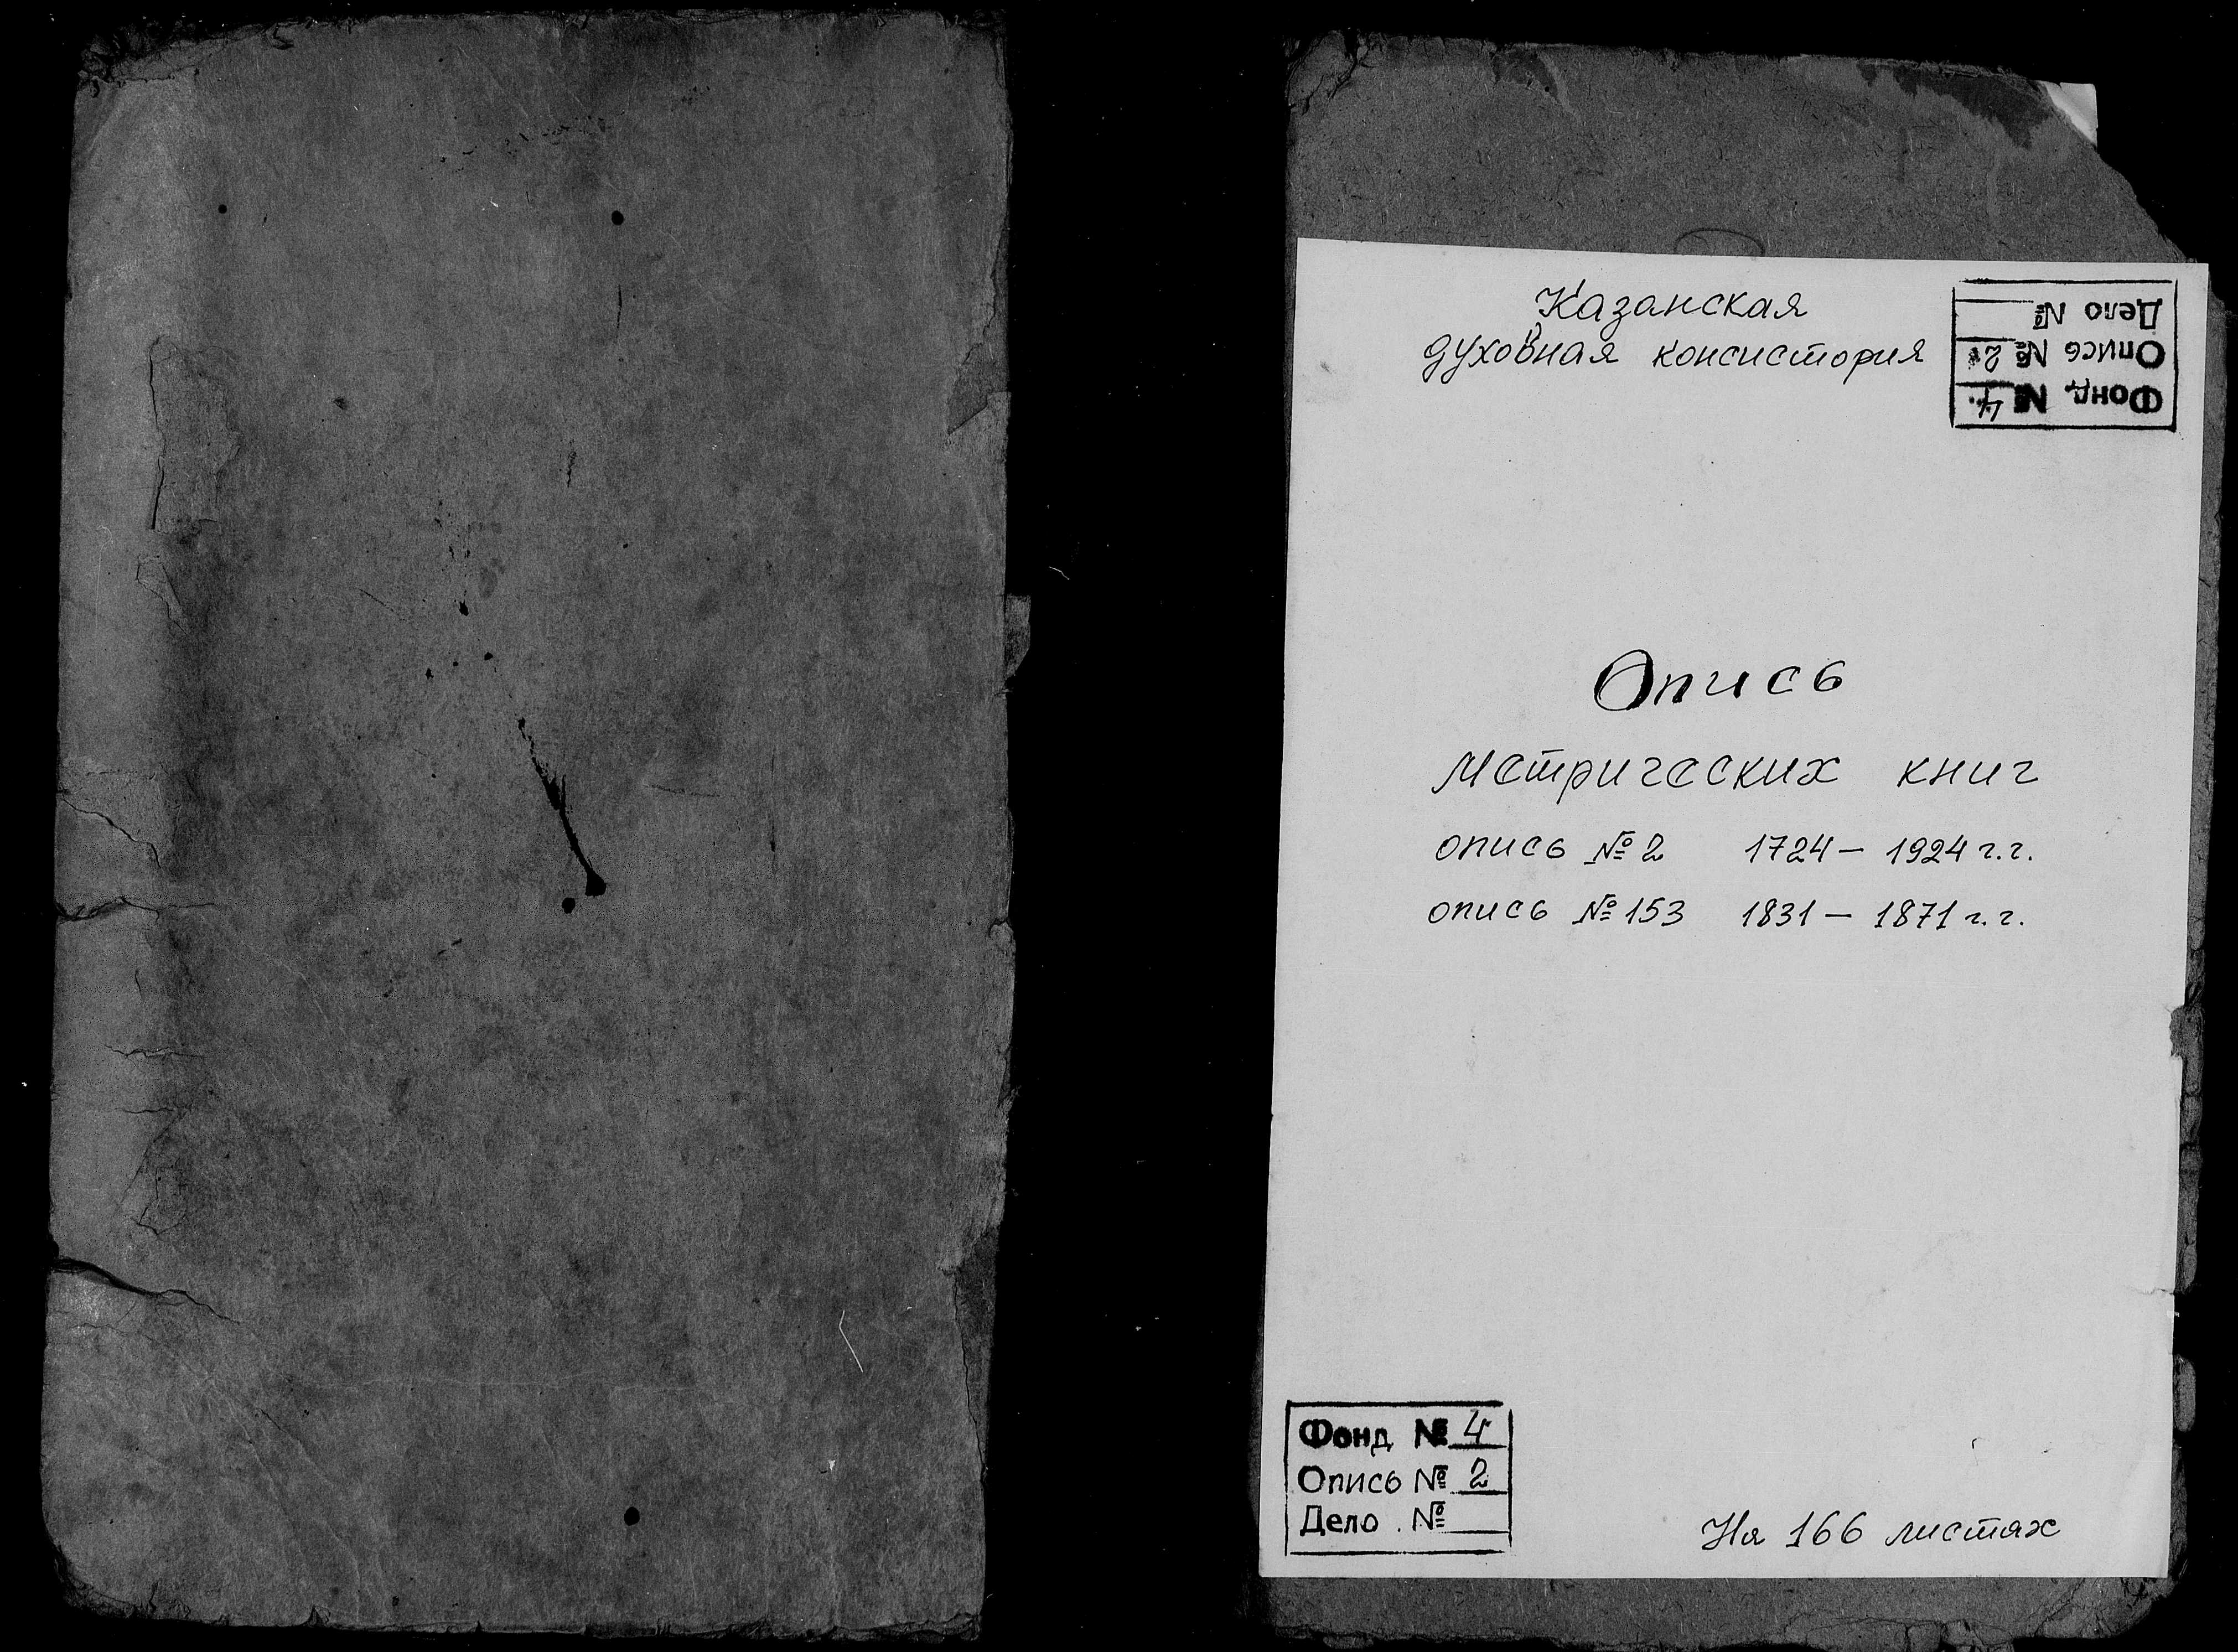 Казанская
духовная консистория
Фонд № 4
Опись № 2
Дело №
Опись
метрических книг
опись № 2 1724 – 1924 г.г.
опись № 153 1831 – 1871 г.г.
Фонд № 4
Опись № 2
Дело №
На 166 листах